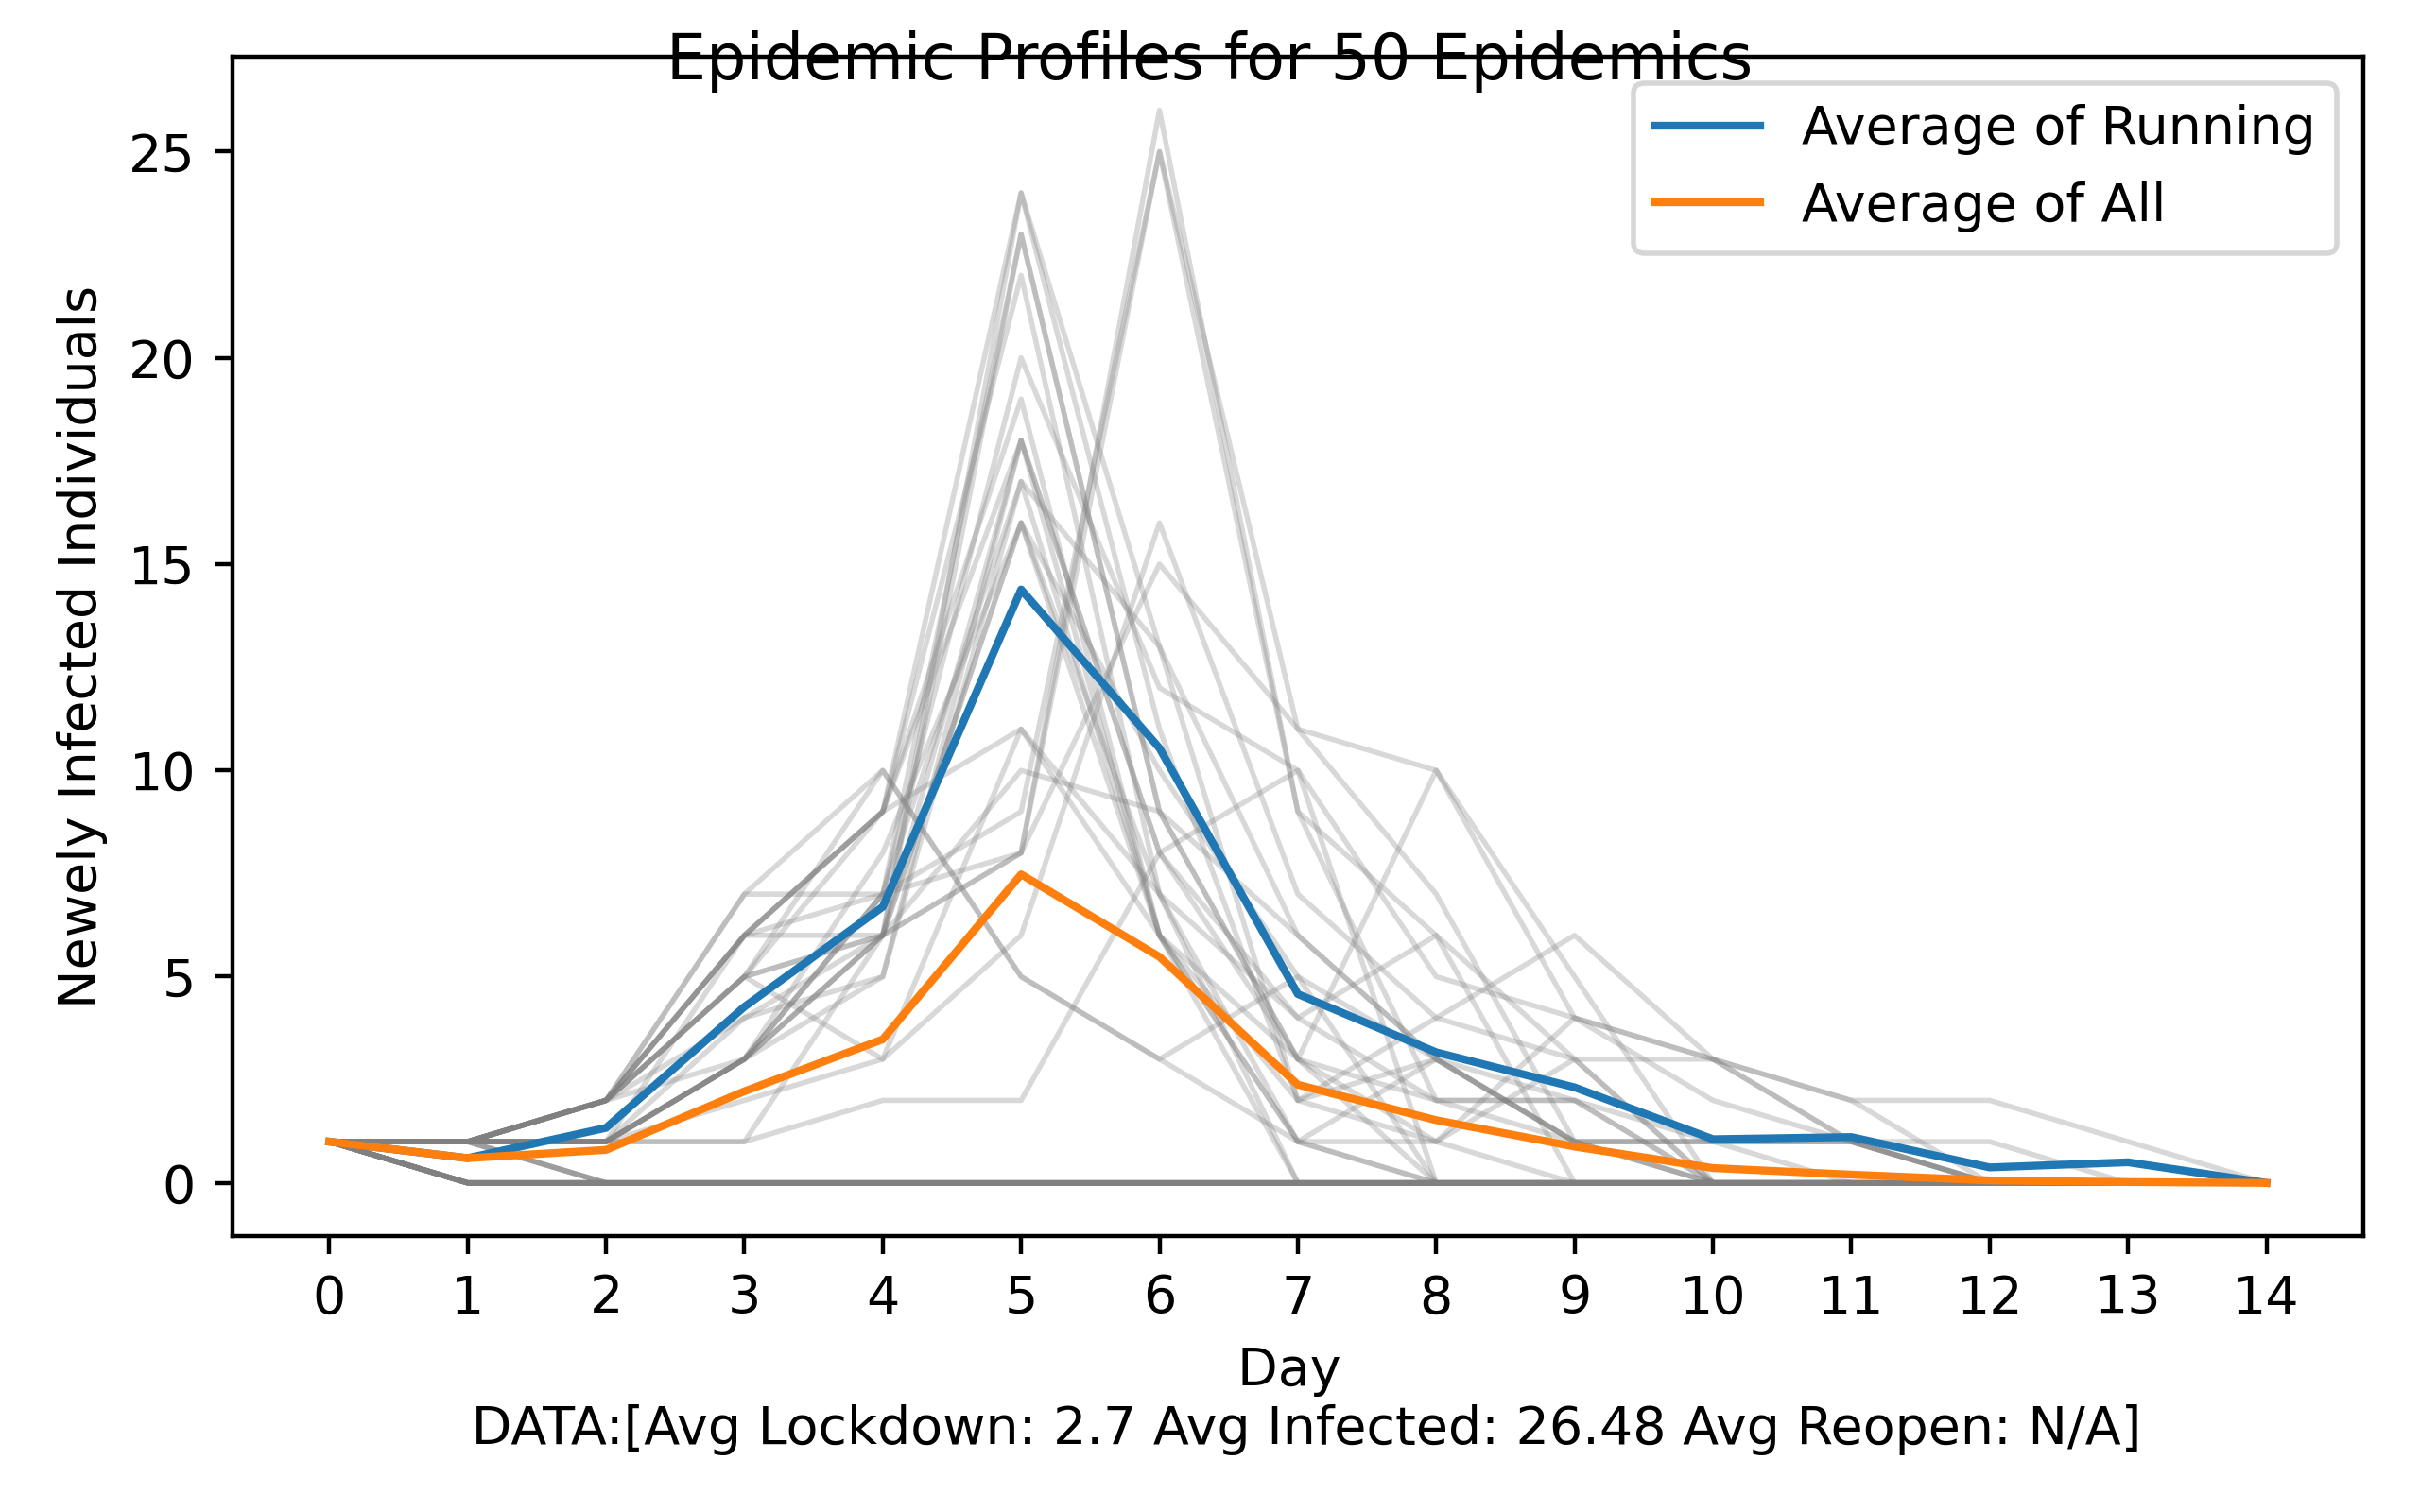 Epidemic Profiles for 50 Epidemics
Average of Running
Average of All
Newly Infected Individuals
25
20
15
10
5
0
0 1 2 3 4 5 6 7 8 9 10 11 12 13 14
Day
DATA:[Avg Lockdown: 2.7 Avg Infected: 26.48 Avg Reopen: N/A]